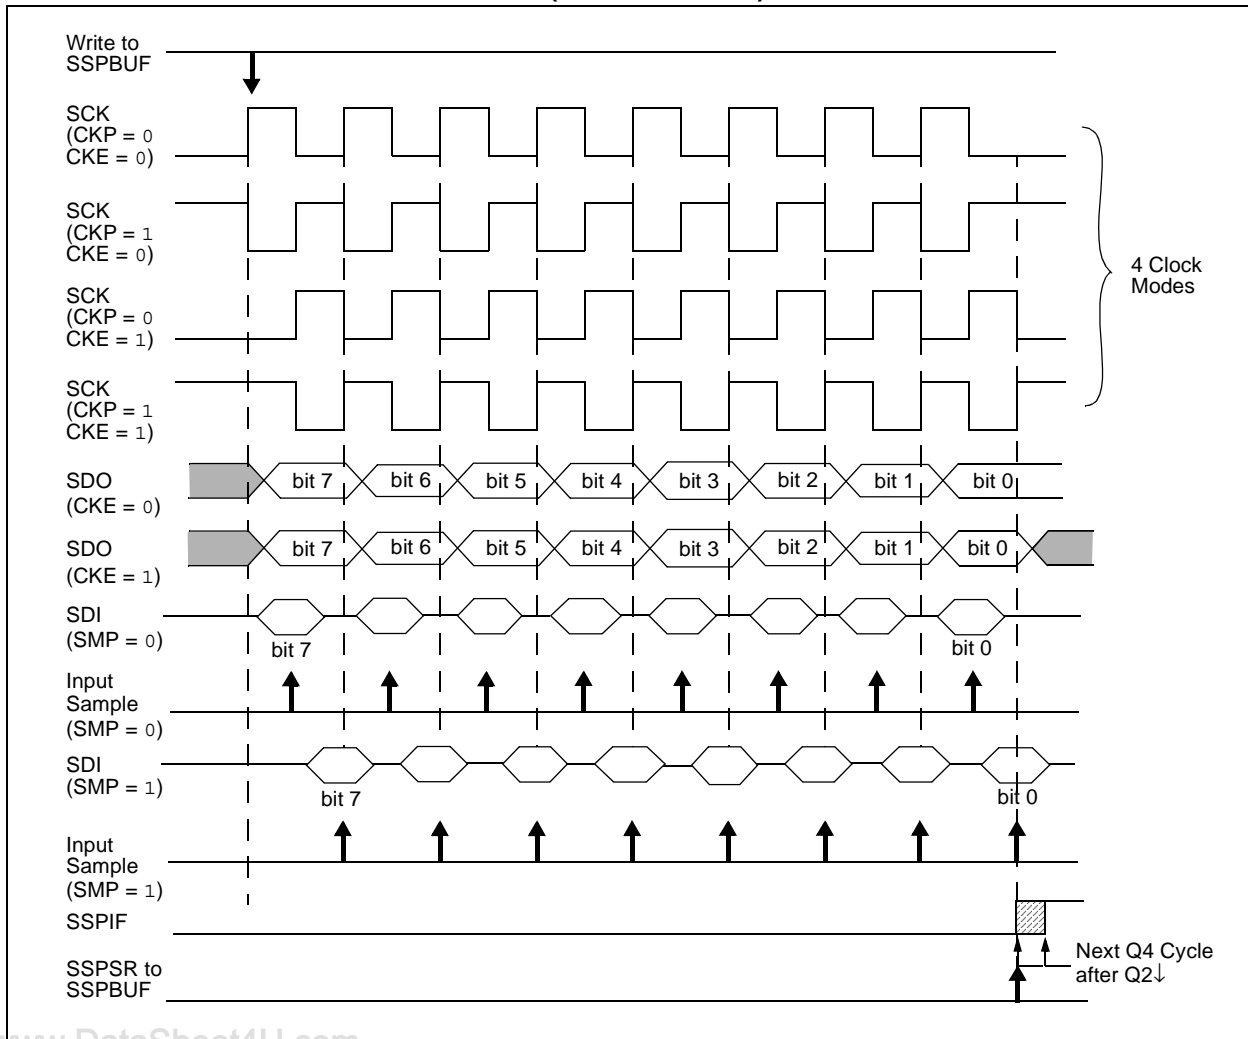 Write to
SSPBUF
SCK
(CKP = 0
CKE = 0)
SCK
(CKP = 1
CKE = 0)
SCK
(CKP = 0
CKE = 1)
SCK
(CKP = 1
CKE = 1)
4 Clock
Modes
SDO
(CKE = 0)
bit 7 bit 6 bit 5 bit 4 bit 3 bit 2 bit 1 bit 0
SDO
(CKE = 1)
bit 7 bit 6 bit 5 bit 4 bit 3 bit 2 bit 1 bit 0
SDI
(SMP = 0)
bit 7 bit 0
Input
Sample
(SMP = 0)
SDI
(SMP = 1)
bit 7 bit 0
Input
Sample
(SMP = 1)
SSPIF
Next Q4 Cycle
after Q2↓
SSPSR to
SSPBUF
www.DataSheet4U.com